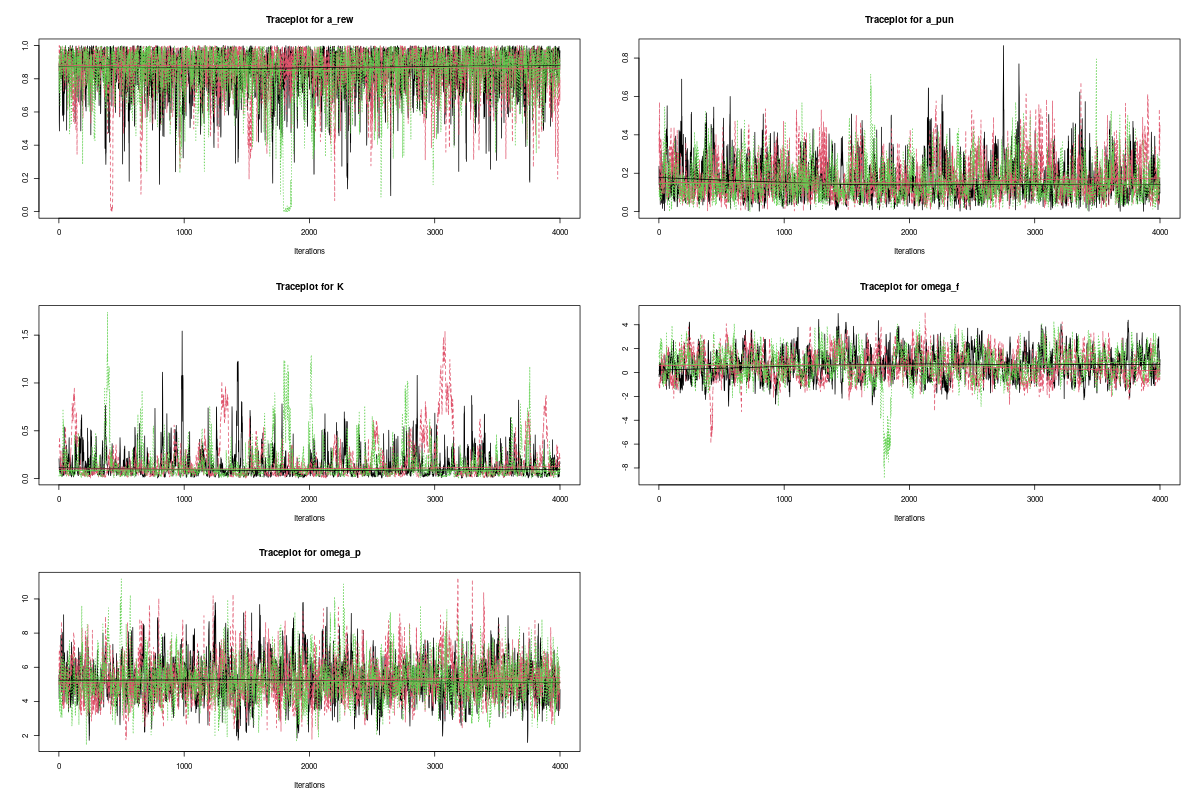 Traceplot for a_rew
1.0
0.8
0.6
0.4
0.2
0.0
0 1000 2000 3000 4000
Iterations
Traceplot for a_pun
0.8
0.6
0.4
0.2
0.0
0 1000 2000 3000 4000
Iterations
Traceplot for K
1.5
1.0
0.5
0.0
0 1000 2000 3000 4000
Iterations
Traceplot for omega_f
4
2
0
-2
-4
-6
-8
0 1000 2000 3000 4000
Iterations
Traceplot for omega_p
10
8
6
4
2
0 1000 2000 3000 4000
Iterations